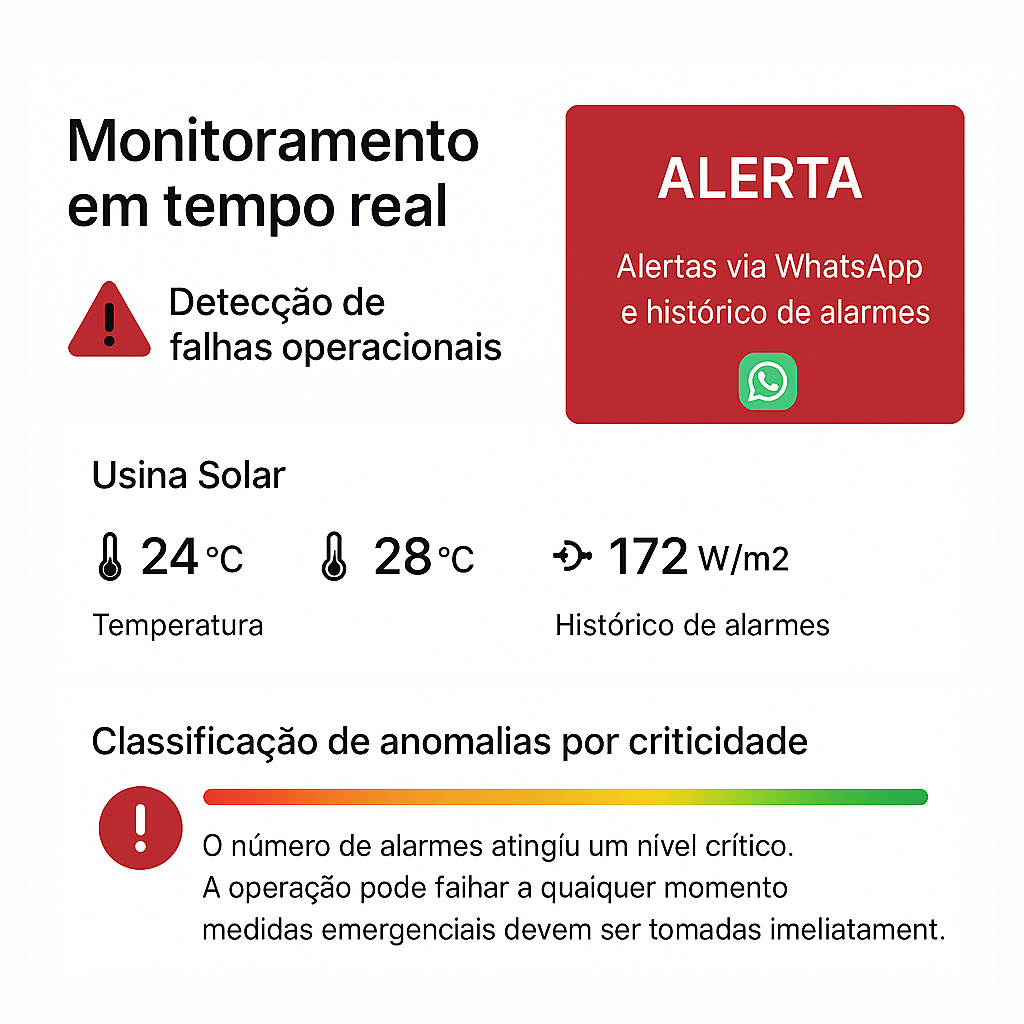 Monitoramento
em tempo real
Detecção de
falhas operacionais
ALERTA
Alertas via WhatsApp
e histórico de alarmes
Usina Solar
24 °C
28 °C
172 W/m2
Temperatura
Histórico de alarmes
Classificação de anomalias por criticidade
O número de alarmes atingíu um nível crítico.
A operação pode faihar a quaiquer momento
medidas emergenciais devem ser tomadas imeliatament.